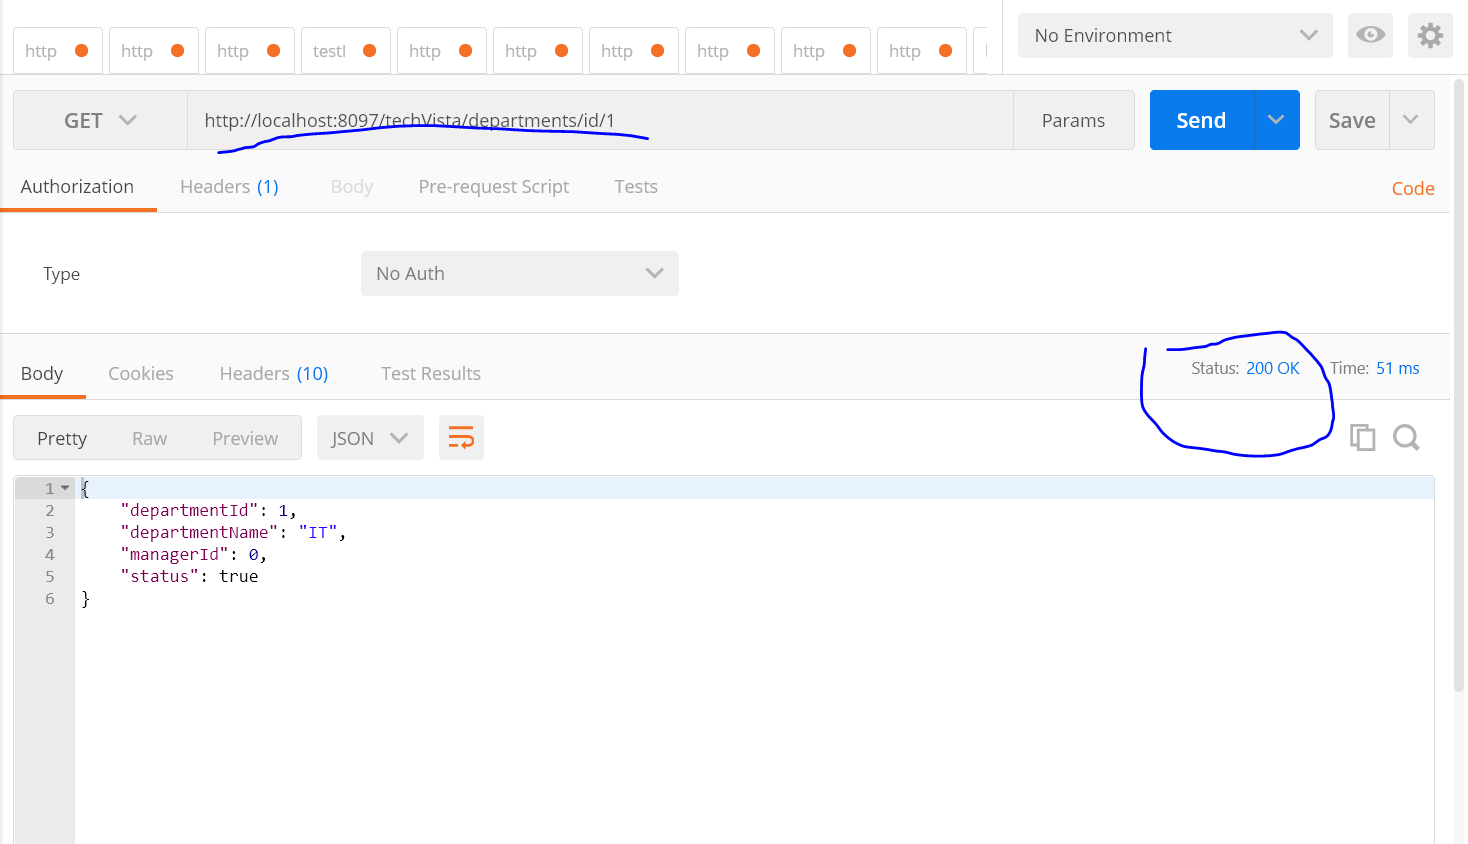 http http http testl http http http http http http No Environment
GET http://localhost:8097/techVista/departments/id/1 Params Send Save
Authorization Headers (1) Body Pre-request Script Tests Code
Type No Auth
Body Cookies Headers (10) Test Results Status: 200 OK Time: 51 ms
Pretty Raw Preview JSON
1 {
2 "departmentId": 1,
3 "departmentName": "IT",
4 "managerId": 0,
5 "status": true
6 }